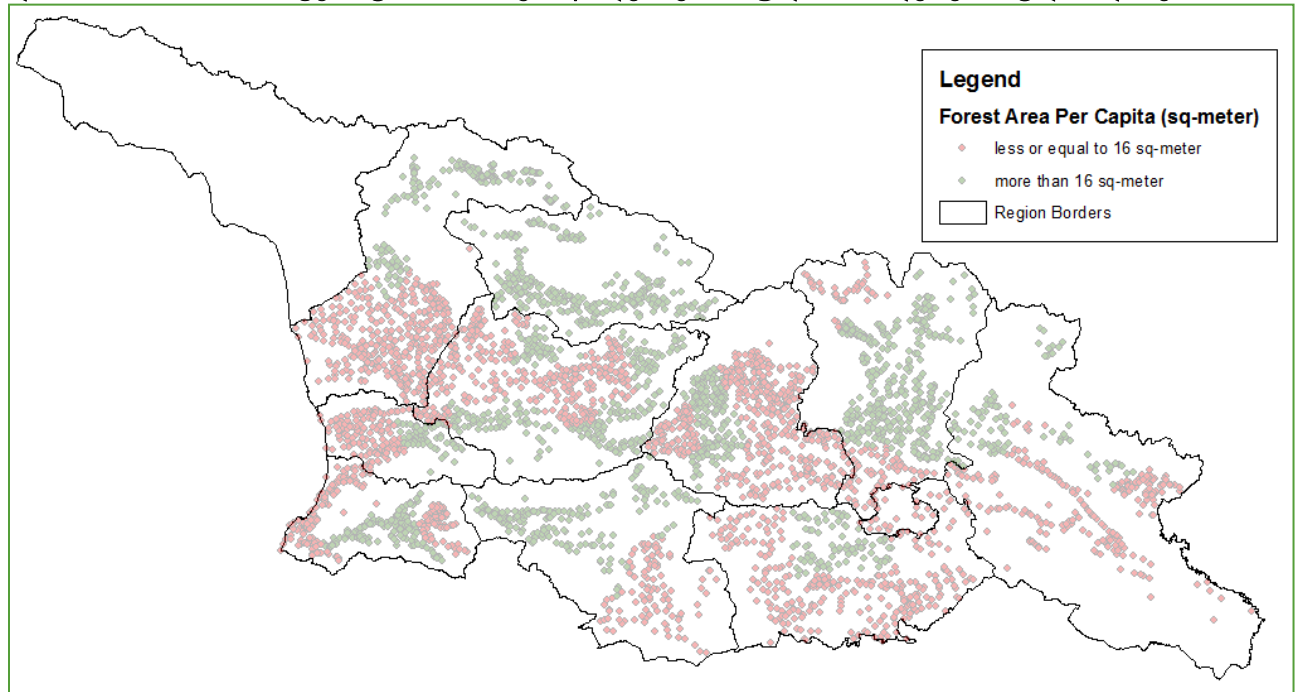 Legend
Forest Area Per Capita (sq-meter)
less or equal to 16 sq-meter
more than 16 sq-meter
Region Borders